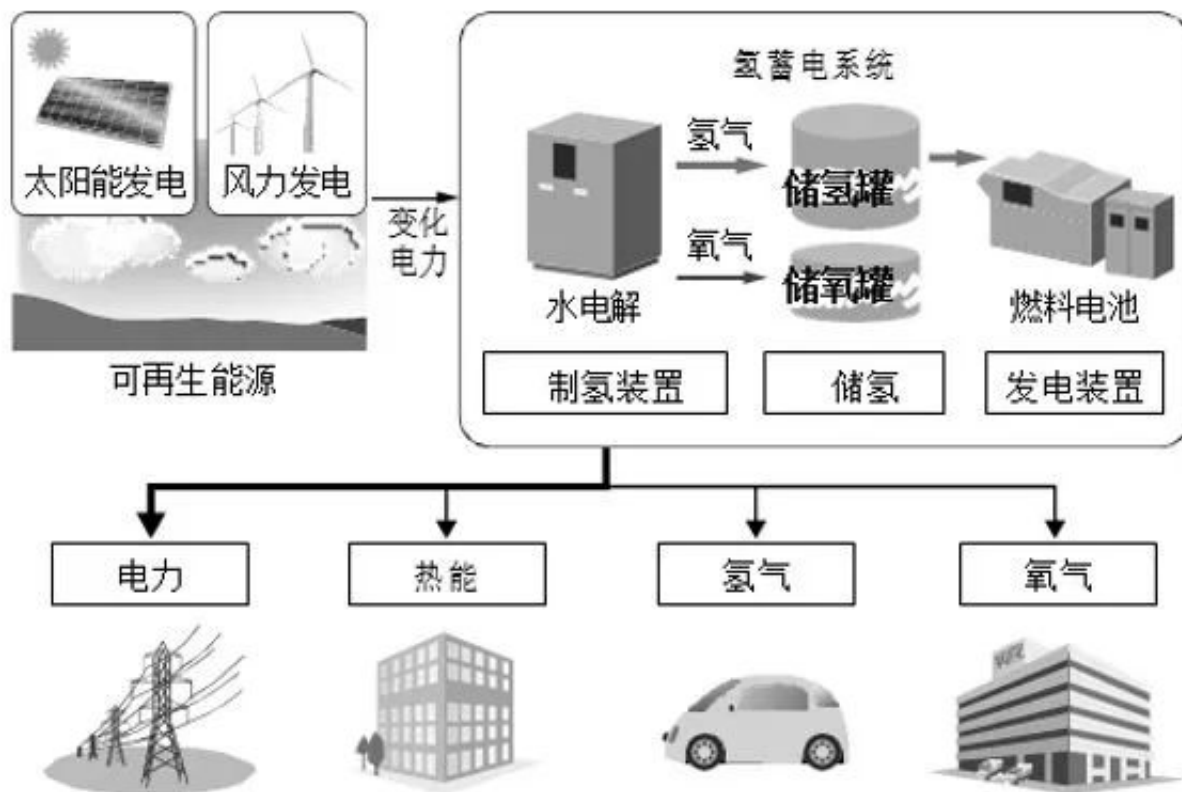 太阳能发电
风力发电
可再生能源
变化
电力
氢蓄电系统
氢气
氧气
储氢罐
储氧罐
水电解
燃料电池
制氢装置
储氢
发电装置
电力
热能
氢气
氧气